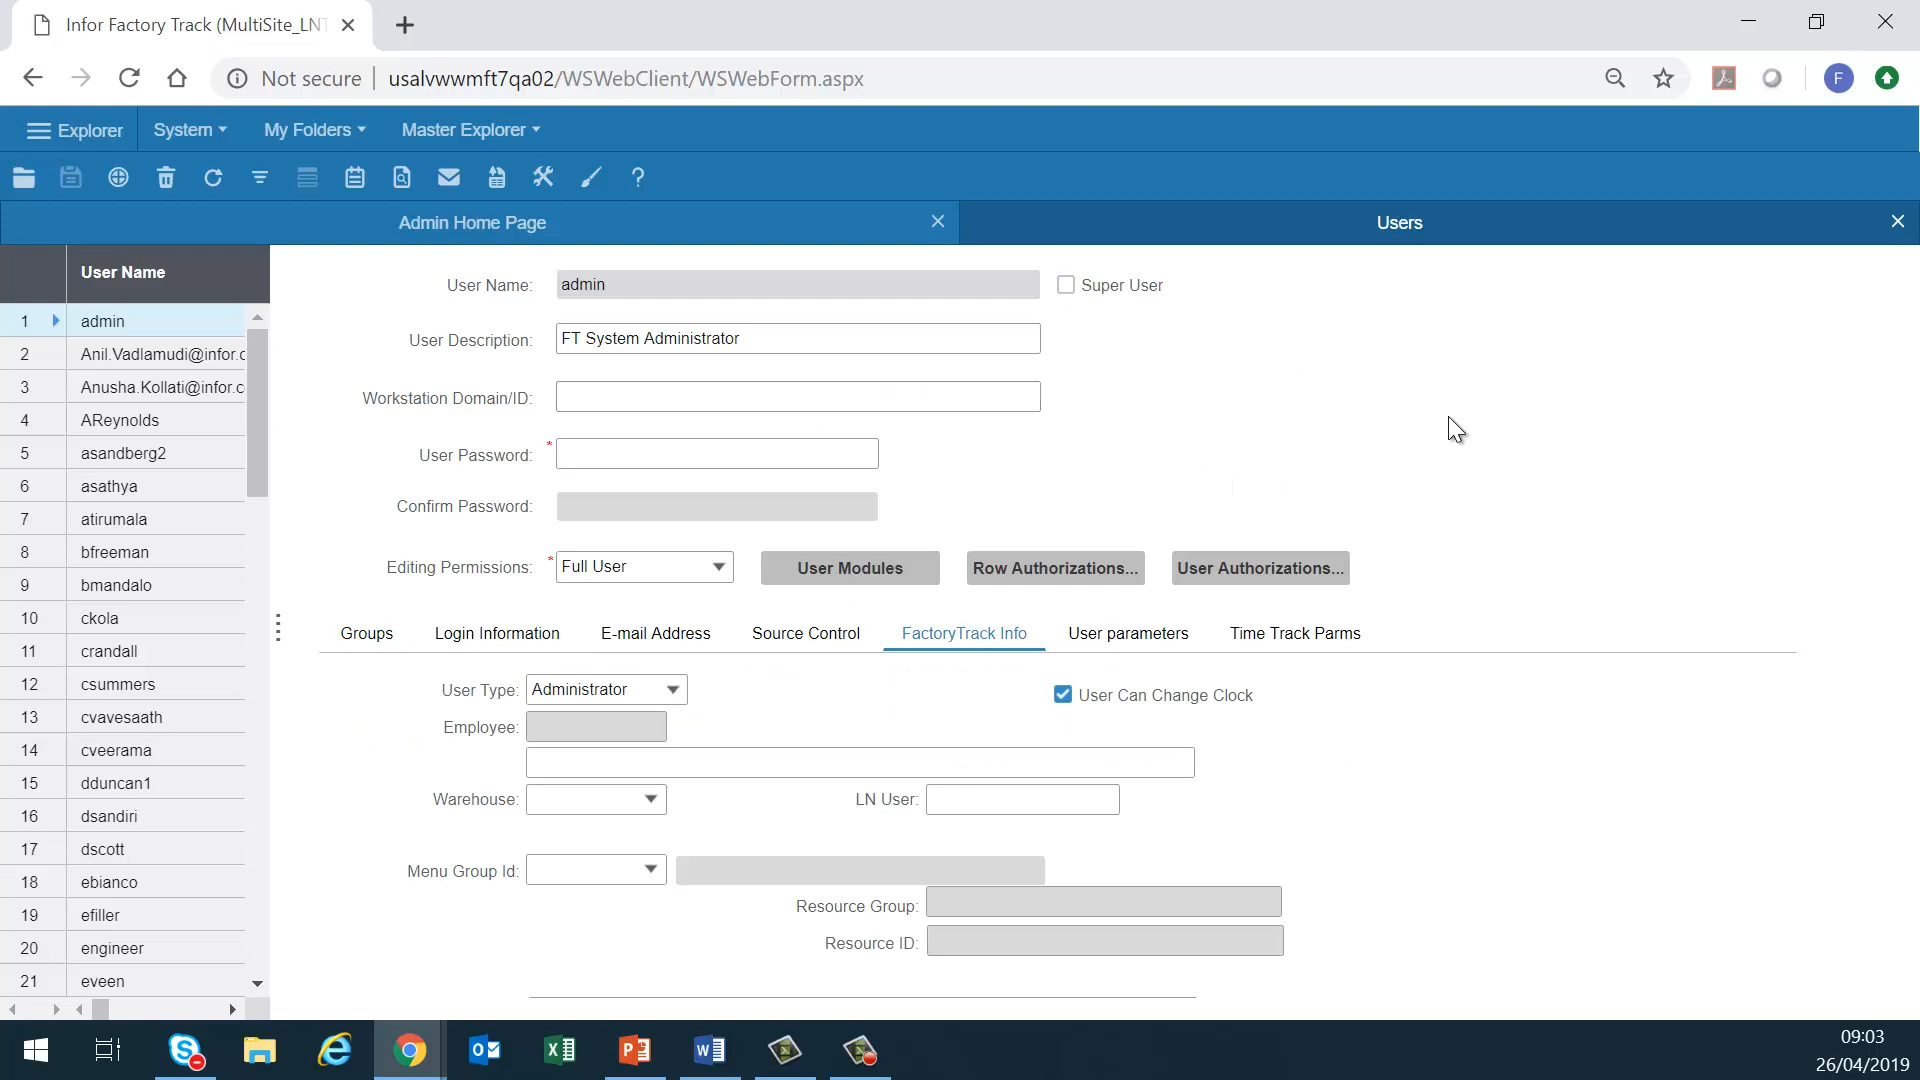 Infor Factory Track (MultiSite_LNT
Not secure | usalvwwmft7qa02/WSWebClient/WSWebForm.aspx
F
Explorer System My Folders Master Explorer
Admin Home Page Users
User Name
1 admin
2 Anil.Vadlamudi@infor.c
3 Anusha.Kollati@infor.c
4 AReynolds
5 asandberg2
6 asathya
7 atirumala
8 bfreeman
9 bmandalo
10 ckola
11 crandall
12 csummers
13 cvavesaath
14 cveerama
15 dduncan1
16 dsandiri
17 dscott
18 ebianco
19 efiller
20 engineer
21 eveen
User Name: admin Super User
User Description: FT System Administrator
Workstation Domain/ID:
User Password: *
Confirm Password:
Editing Permissions: * Full User User Modules Row Authorizations... User Authorizations...
Groups Login Information E-mail Address Source Control FactoryTrack Info User parameters Time Track Parms
User Type: Administrator User Can Change Clock
Employee:
Warehouse: LN User:
Menu Group Id:
Resource Group:
Resource ID:
09:03
26/04/2019